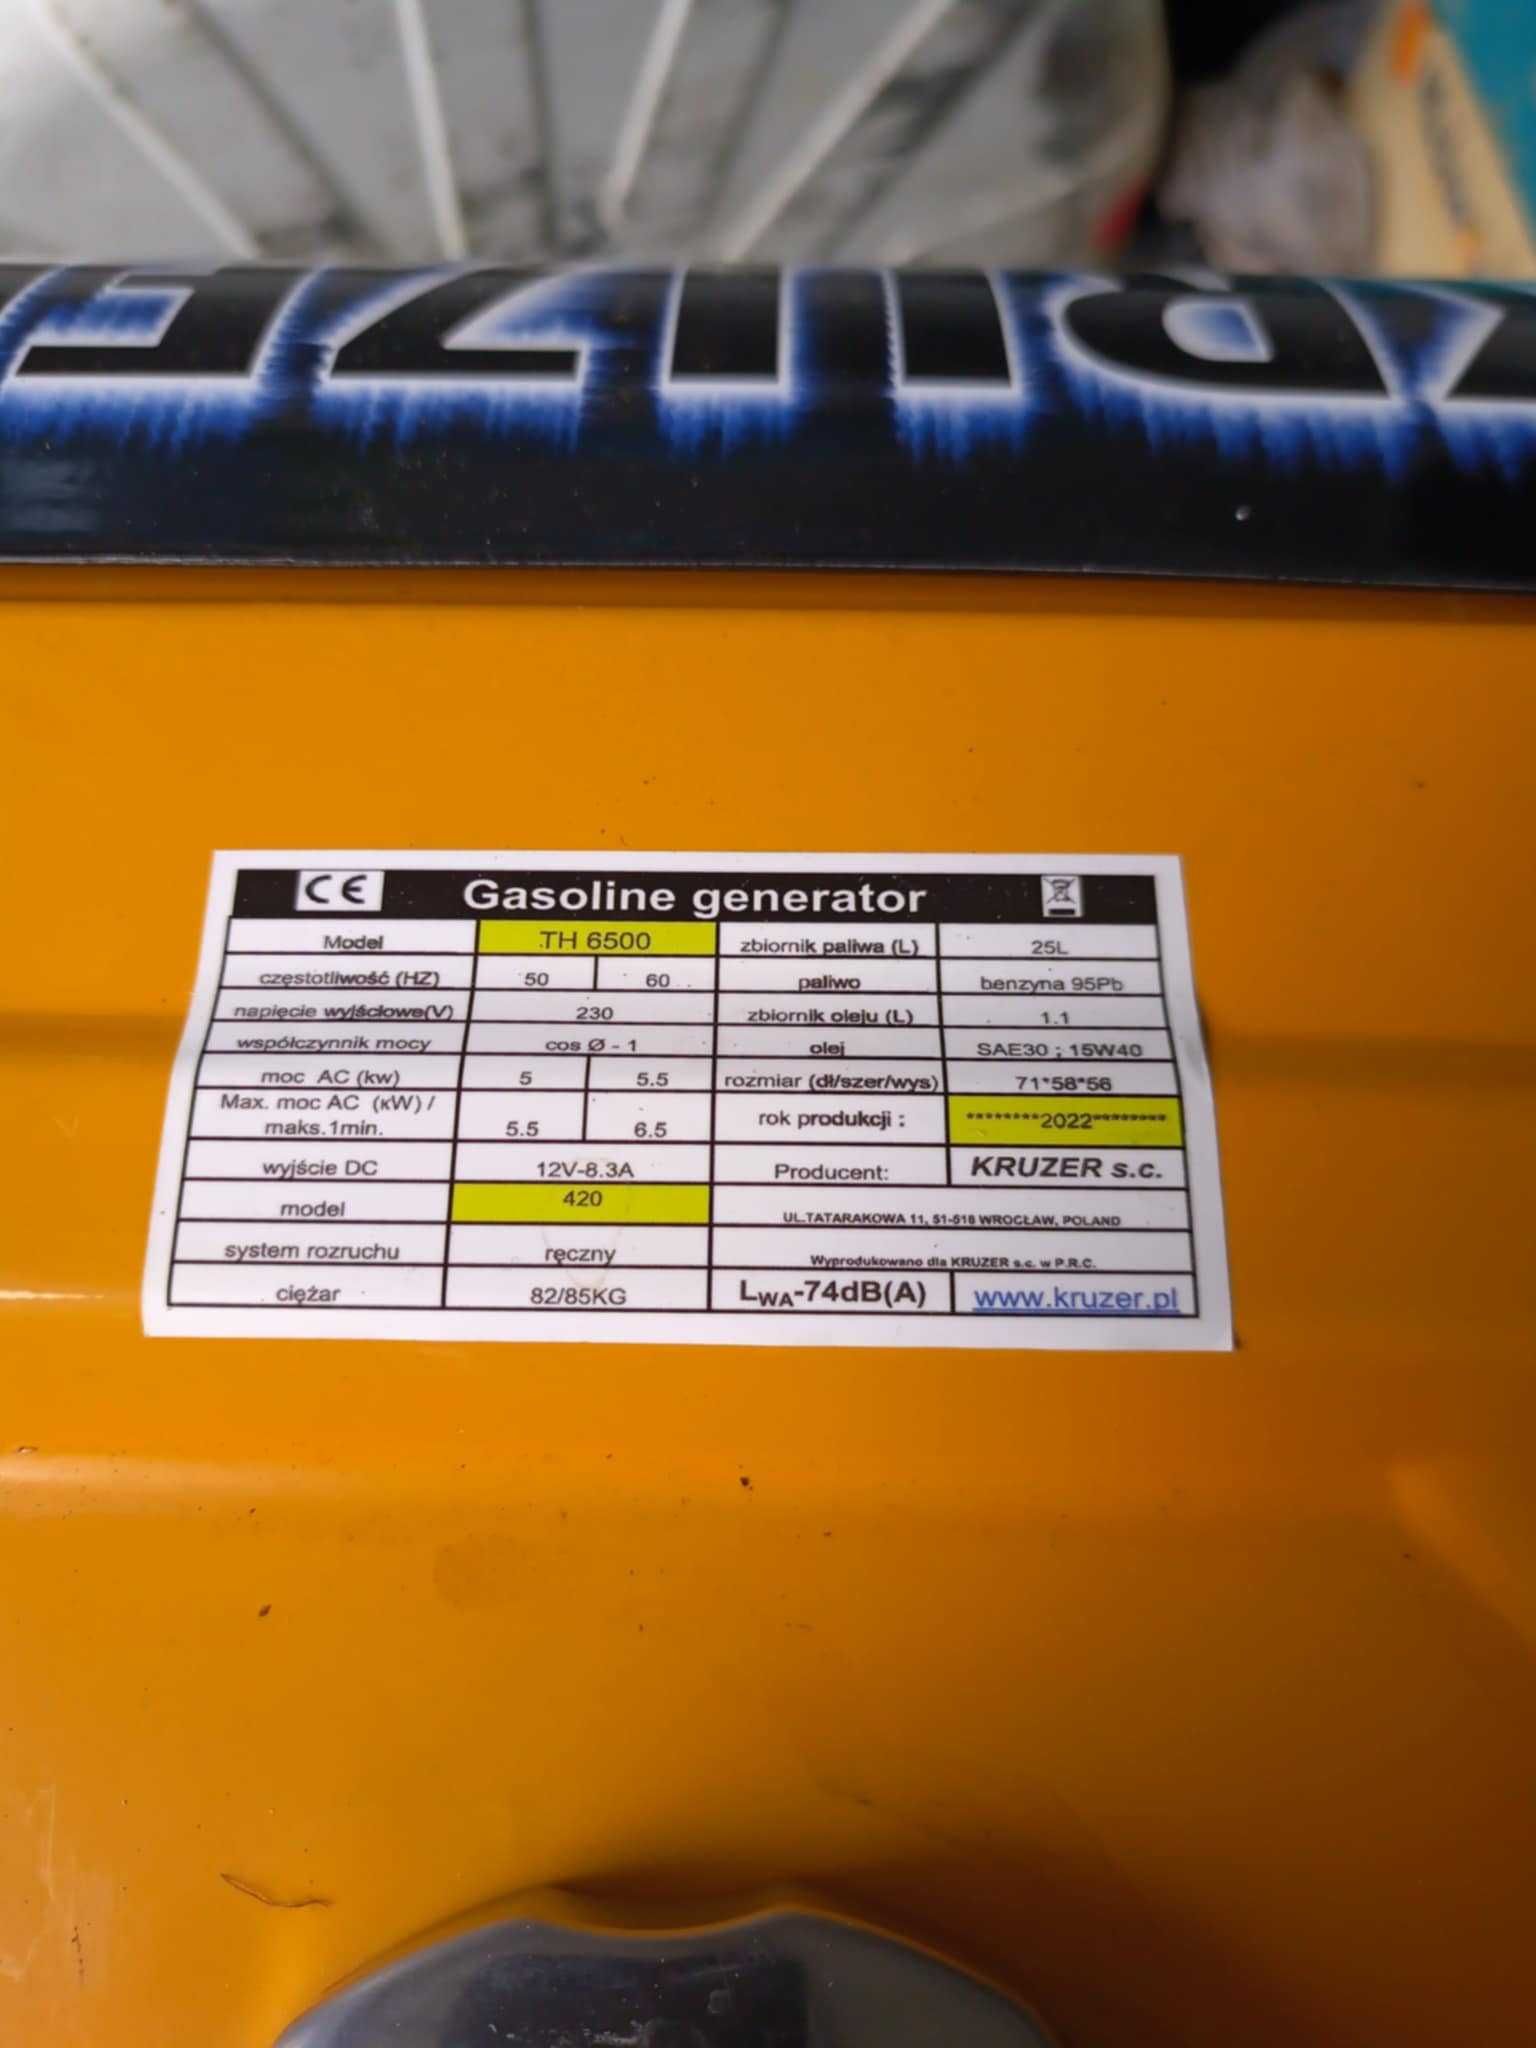 KRUZE
CE Gasoline generator
Model TH 6500 zbiornik paliwa (L) 25L
częstotliwość (HZ) 50 60 paliwo benzyna 95Pb
napięcie wyjściowe(V) 230 zbiornik oleju (L) 1.1
współczynnik mocy cos Ø - 1 olej SAE30 ; 15W40
moc AC (kw) 5 5.5 rozmiar (dł/szer/wys) 71*58*56
Max. moc AC (кW) / maks.1min. 5.5 6.5 rok produkcji : ********2022********
wyjście DC 12V-8.3A Producent: KRUZER s.c.
model 420 UL.TATARAKOWA 11, 51-518 WROCŁAW, POLAND
system rozruchu ręczny Wyprodukowano dla KRUZER s.c. w P.R.C.
ciężar 82/85KG LWA-74dB(A) www.kruzer.pl